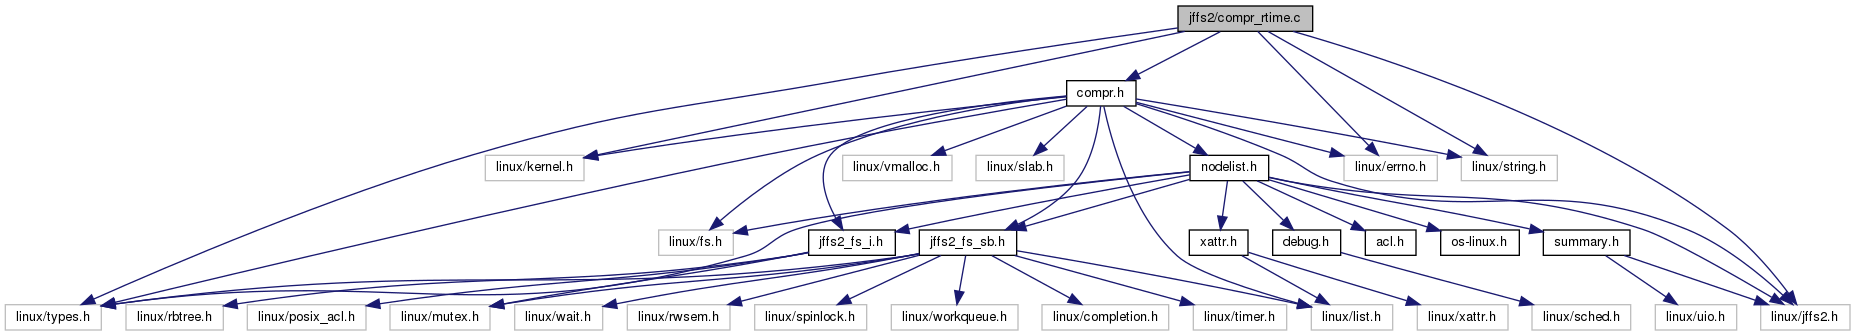 jffs2/compr_rtime.c
compr.h
linux/kernel.h
linux/vmalloc.h
linux/slab.h
nodelist.h
linux/errno.h
linux/string.h
linux/fs.h
jffs2_fs_i.h
jffs2_fs_sb.h
xattr.h
debug.h
acl.h
os-linux.h
summary.h
linux/types.h
linux/rbtree.h
linux/posix_acl.h
linux/mutex.h
linux/wait.h
linux/rwsem.h
linux/spinlock.h
linux/workqueue.h
linux/completion.h
linux/timer.h
linux/list.h
linux/xattr.h
linux/sched.h
linux/uio.h
linux/jffs2.h